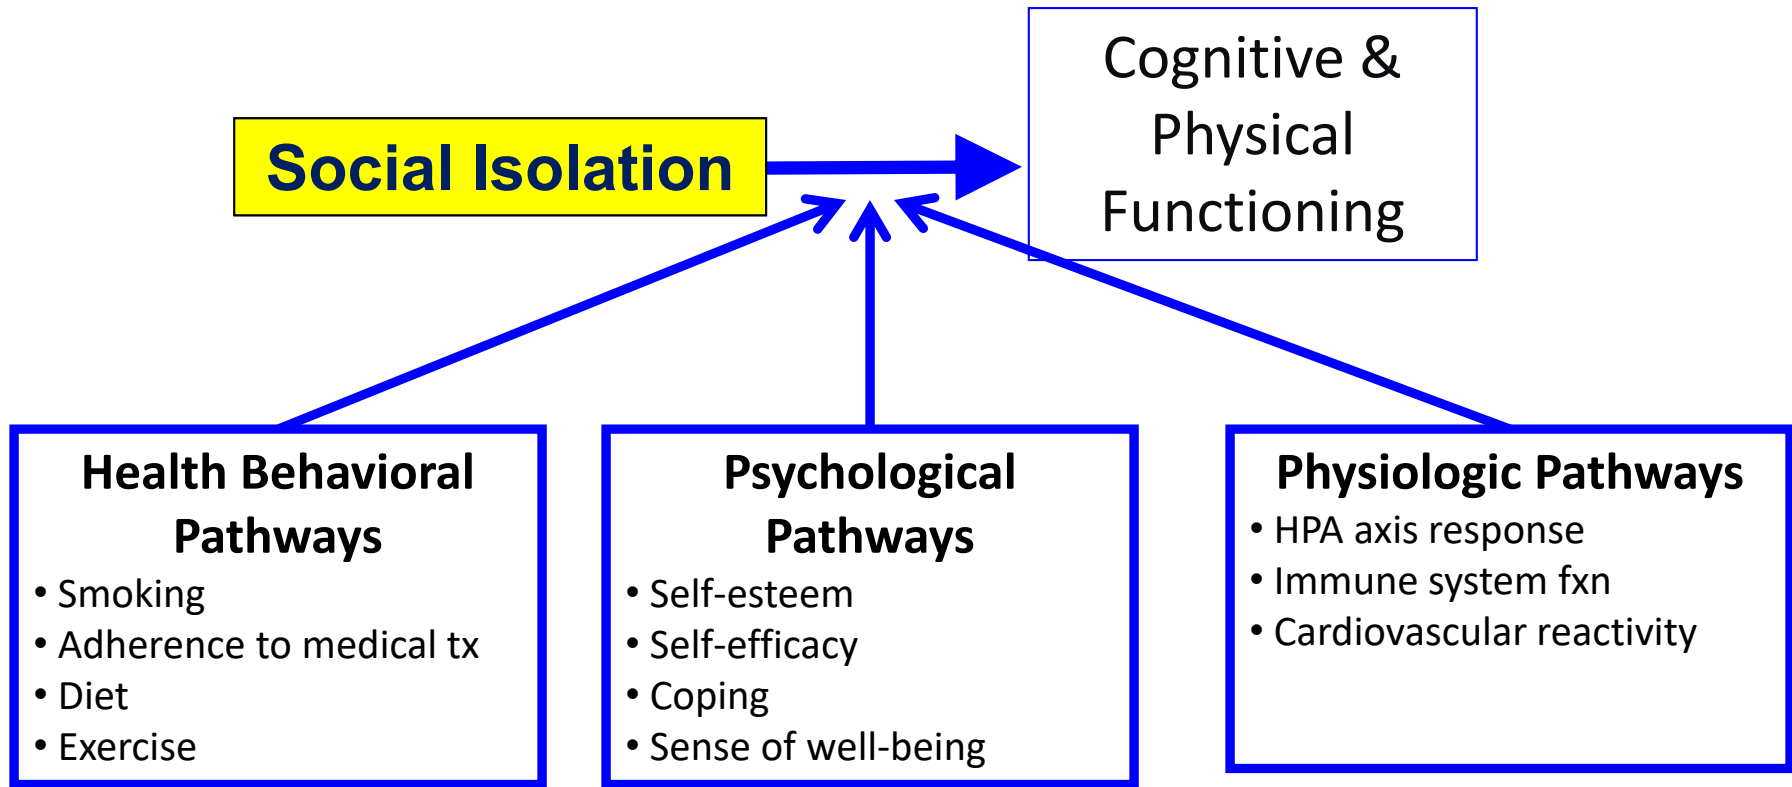 Social Isolation
Cognitive &
Physical
Functioning
Health Behavioral
Pathways
• Smoking
• Adherence to medical tx
• Diet
• Exercise
Psychological
Pathways
• Self-esteem
• Self-efficacy
• Coping
• Sense of well-being
Physiologic Pathways
• HPA axis response
• Immune system fxn
• Cardiovascular reactivity